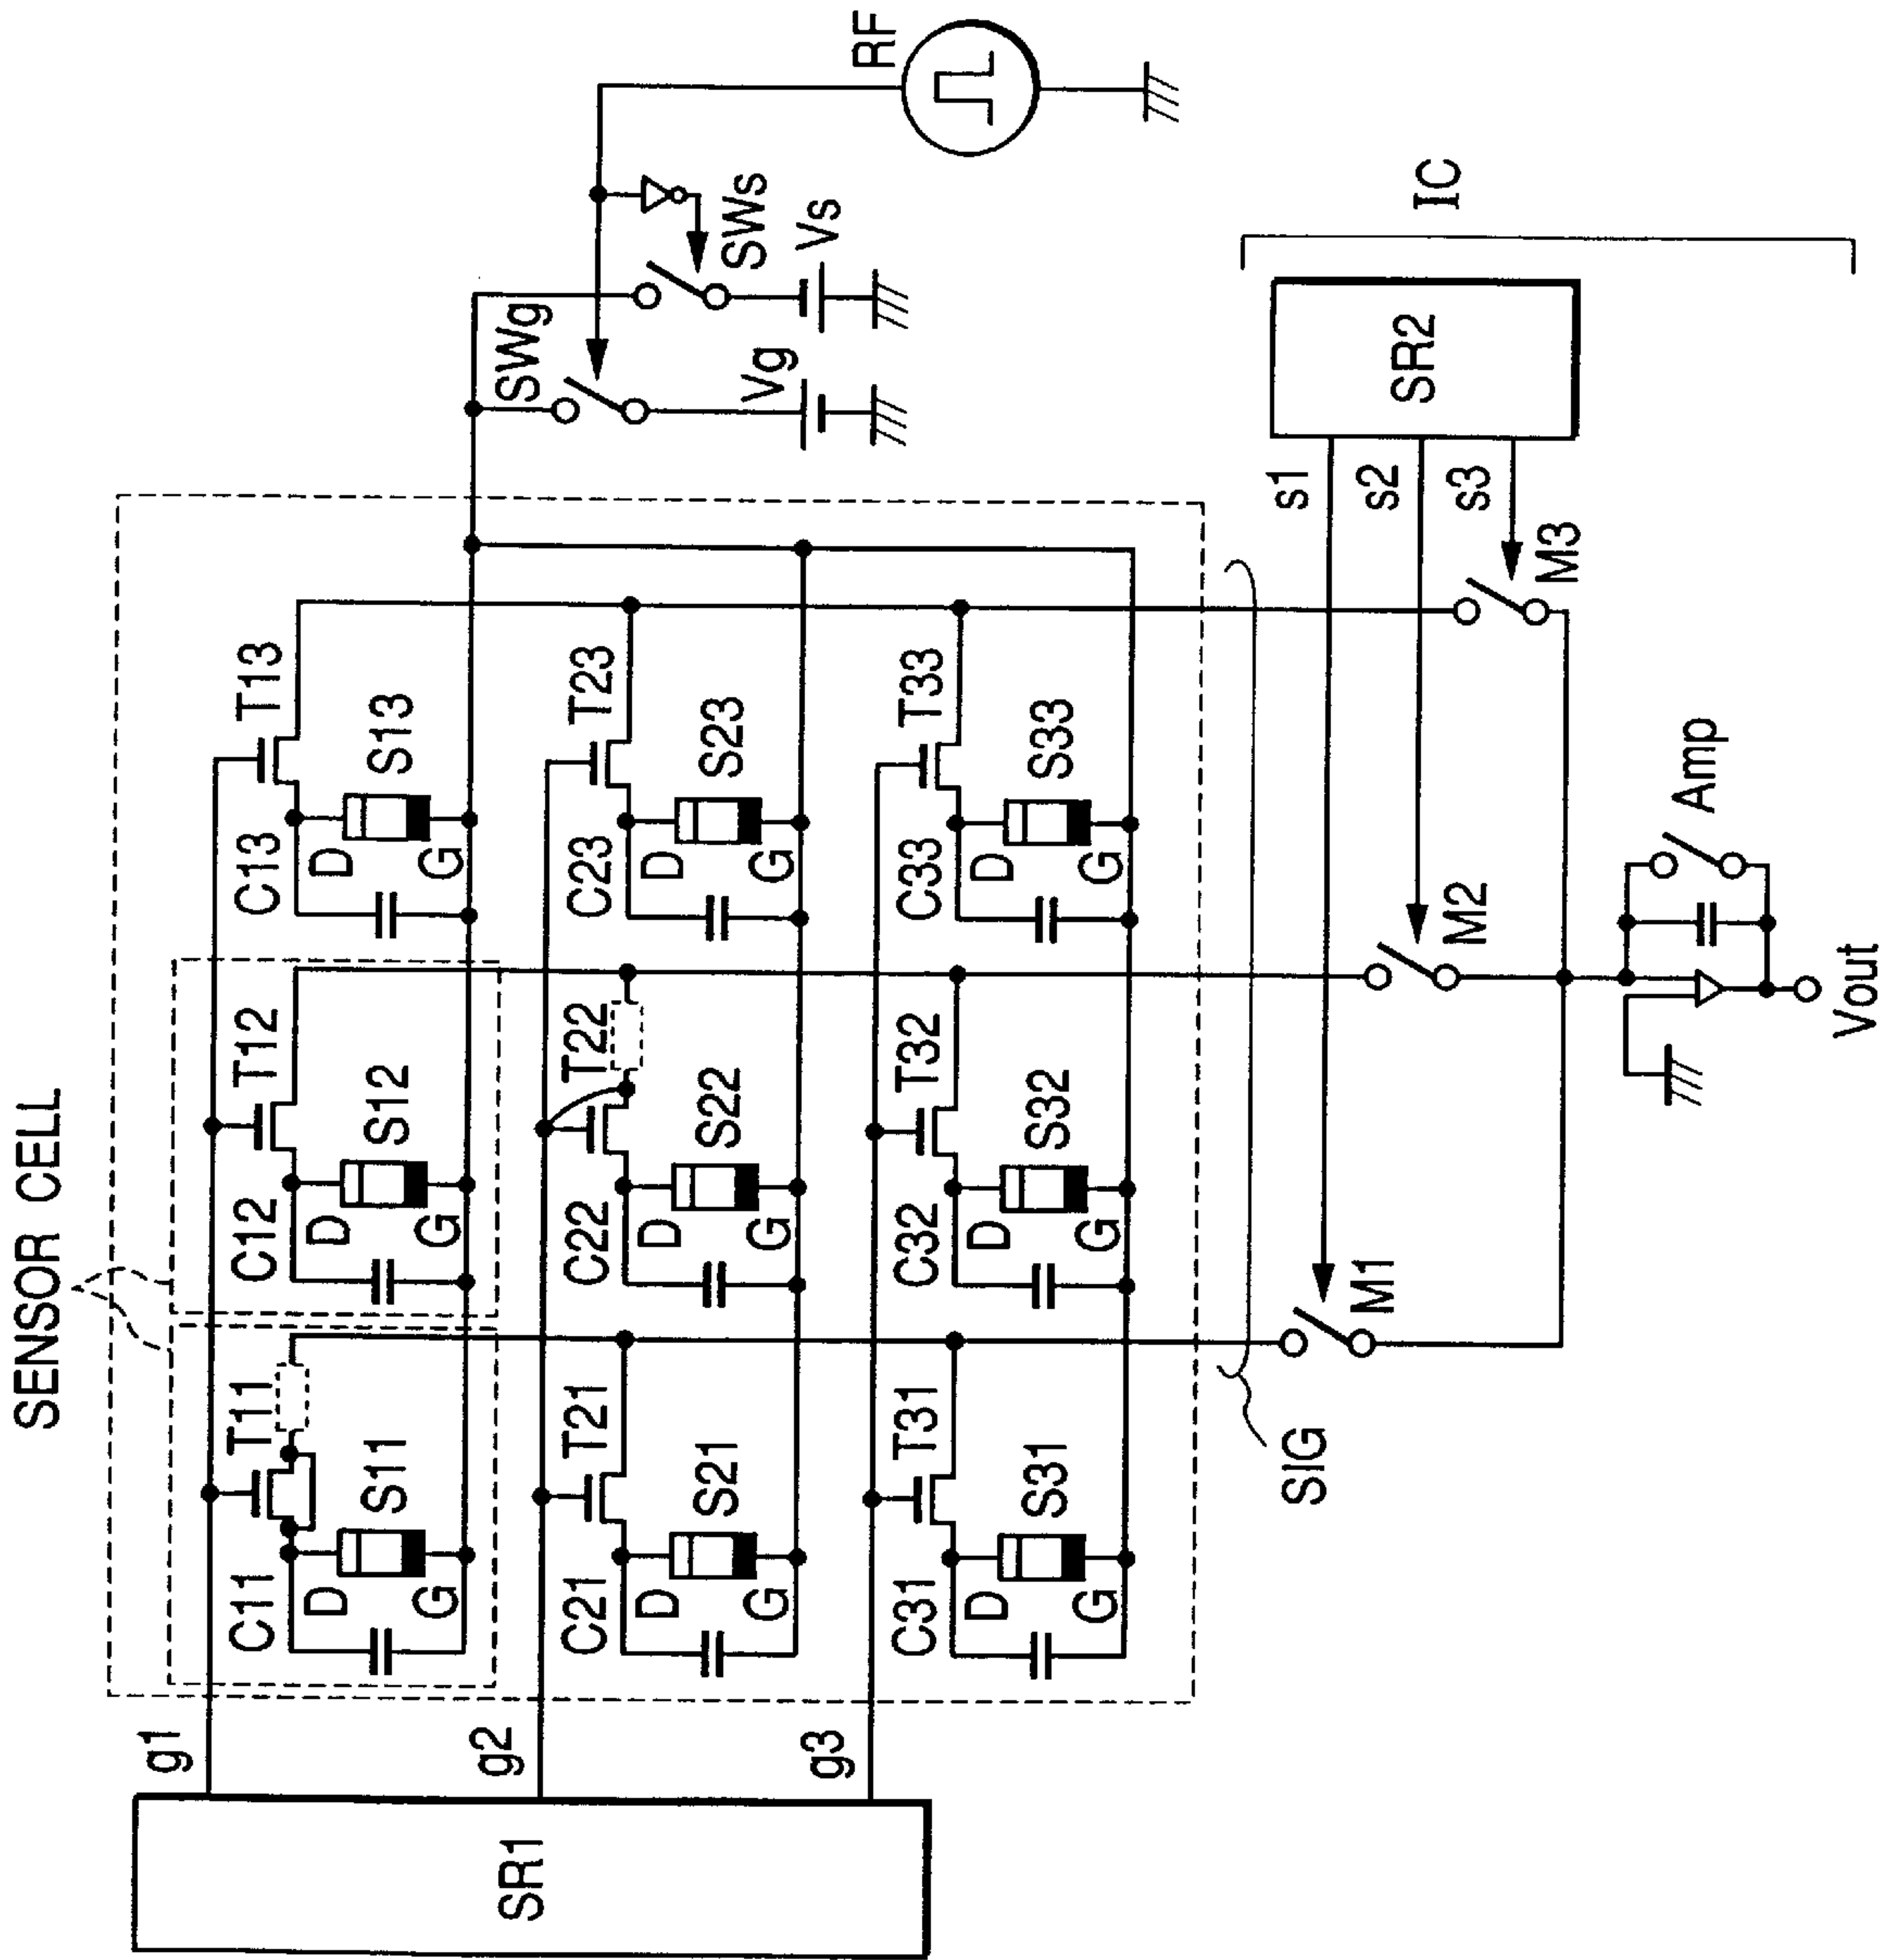 SENSOR CELL
SR1
g1
g2
g3
C11
T11
D
S11
G
C12
T12
D
S12
G
C13
T13
D
S13
G
C21
T21
D
S21
G
C22
T22
D
S22
G
C23
T23
D
S23
G
C31
T31
D
S31
G
C32
T32
D
S32
G
C33
T33
D
S33
G
SWg
SWs
Vg
Vs
RF
SIG
s1
s2
s3
SR2
IC
M1
M2
M3
Amp
Vout